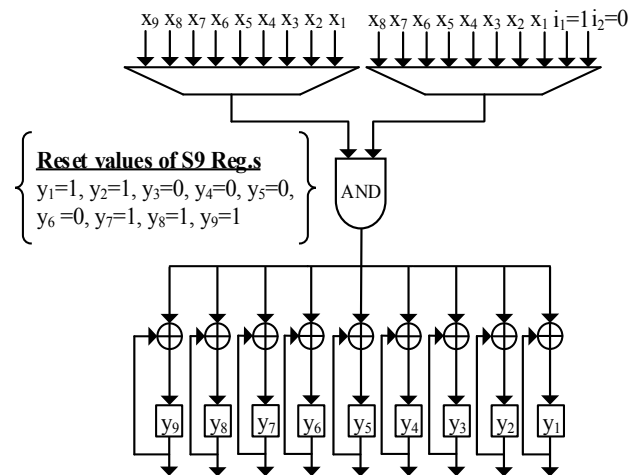 x₉ x₈ x₇ x₆ x₅ x₄ x₃ x₂ x₁
x₈ x₇ x₆ x₅ x₄ x₃ x₂ x₁ i₁=1 i₂=0
Reset values of S9 Reg.s
y₁=1, y₂=1, y₃=0, y₄=0, y₅=0,
y₆ =0, y₇=1, y₈=1, y₉=1
AND
y₉ y₈ y₇ y₆ y₅ y₄ y₃ y₂ y₁